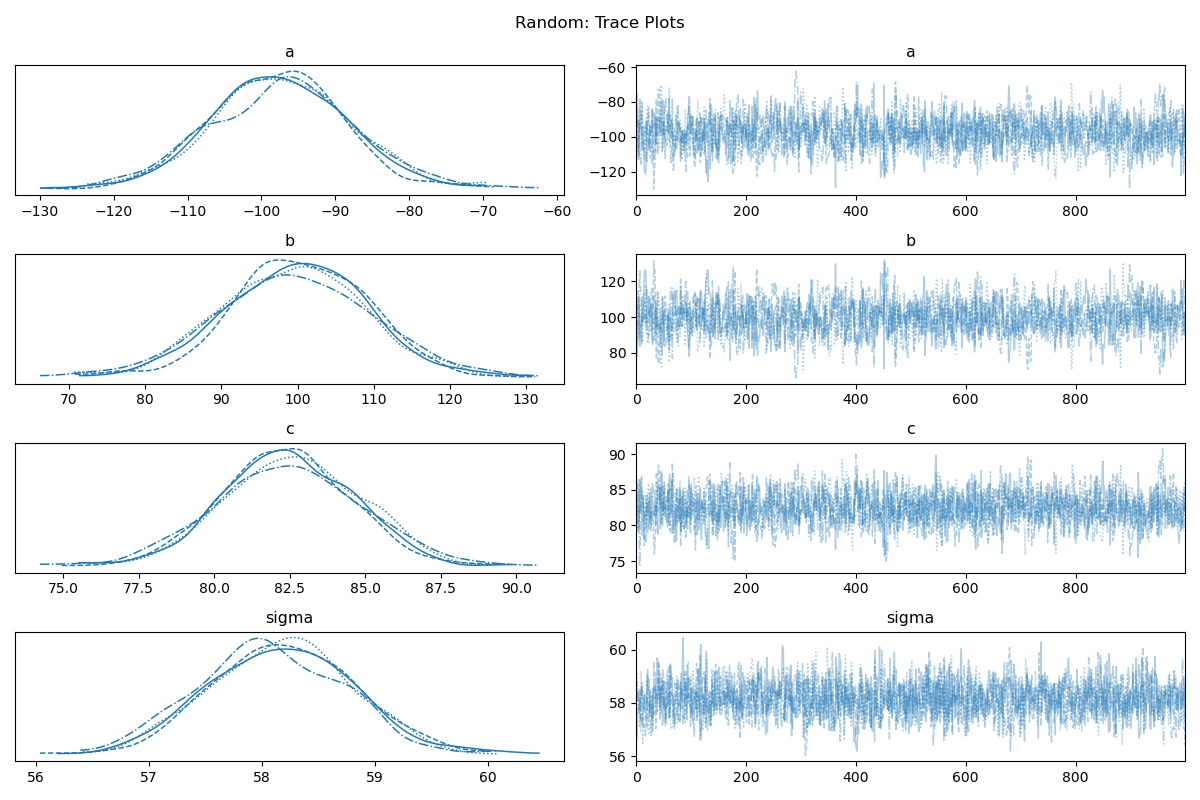 Random: Trace Plots
a
−130 −120 −110 −100 −90 −80 −70 −60
a
−60
−80
−100
−120
0 200 400 600 800
b
70 80 90 100 110 120 130
b
120
100
80
0 200 400 600 800
c
75.0 77.5 80.0 82.5 85.0 87.5 90.0
c
90
85
80
75
0 200 400 600 800
sigma
56 57 58 59 60
sigma
60
58
56
0 200 400 600 800